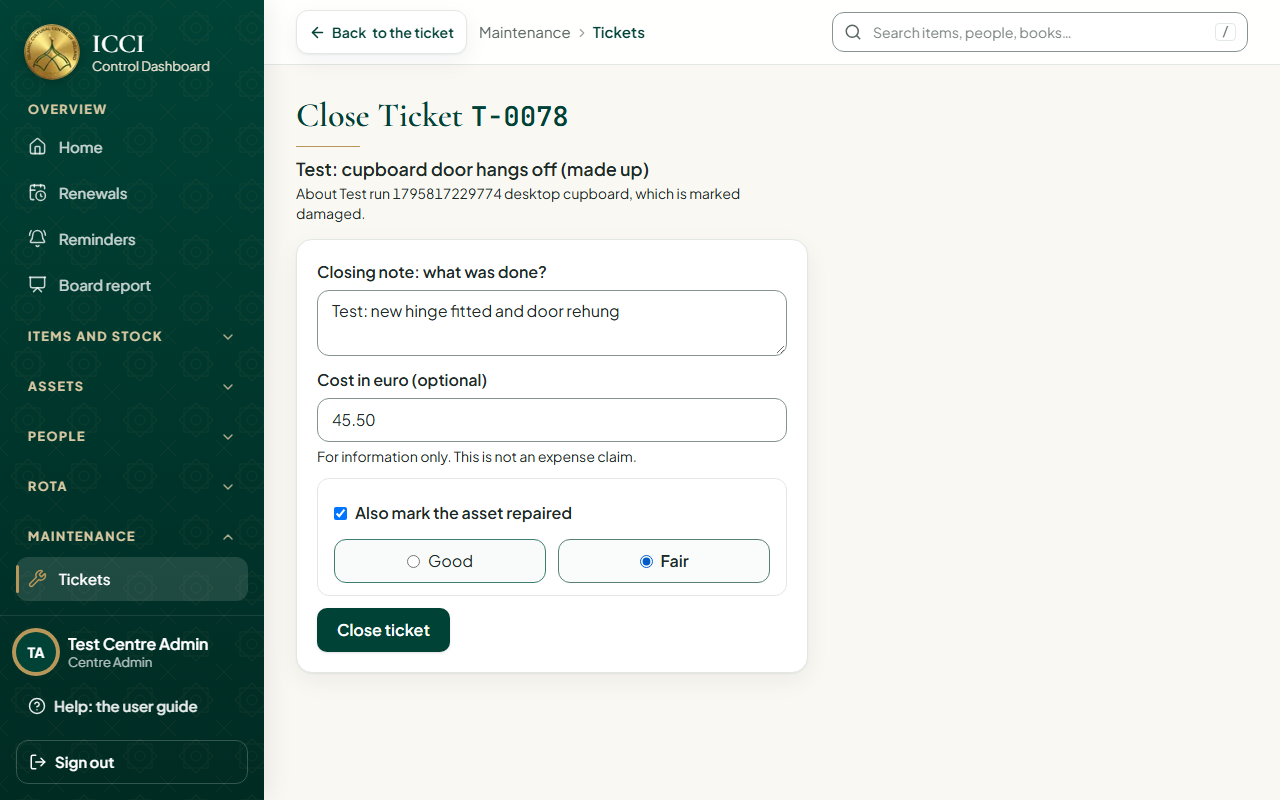 ICCI
Control Dashboard
OVERVIEW
Home
Renewals
Reminders
Board report
ITEMS AND STOCK
ASSETS
PEOPLE
ROTA
MAINTENANCE
Tickets
TA
Test Centre Admin
Centre Admin
Help: the user guide
Sign out
Back to the ticket
Maintenance › Tickets
Search items, people, books... /
Close Ticket T-0078
Test: cupboard door hangs off (made up)
About Test run 1795817229774 desktop cupboard, which is marked
damaged.
Closing note: what was done?
Test: new hinge fitted and door rehung
Cost in euro (optional)
45.50
For information only. This is not an expense claim.
Also mark the asset repaired
Good
Fair
Close ticket